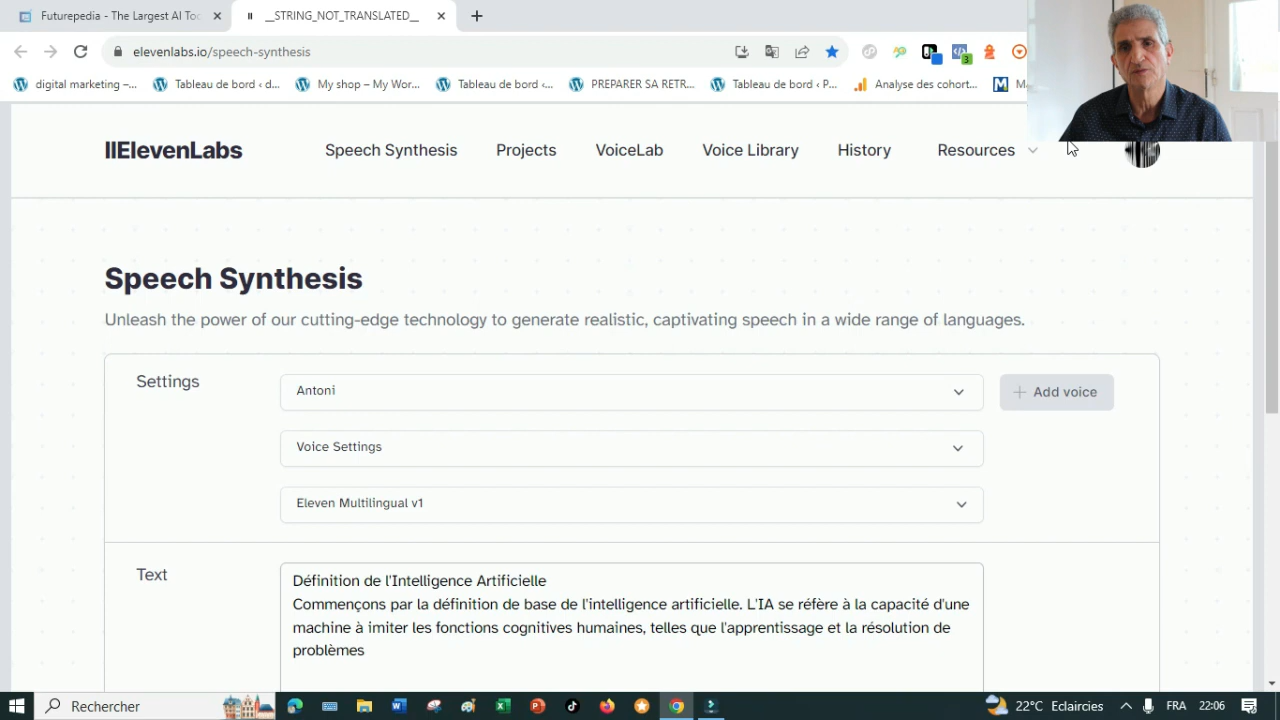 Futurepedia - The Largest AI Too
__STRING_NOT_TRANSLATED__
elevenlabs.io/speech-synthesis
3
digital marketing –...
Tableau de bord ‹ d...
My shop — My Wor...
Tableau de bord ‹...
PREPARER SA RETR...
Tableau de bord ‹ P...
Analyse des cohort...
IIElevenLabs
Speech Synthesis
Projects
VoiceLab
Voice Library
History
Resources
Speech Synthesis
Unleash the power of our cutting-edge technology to generate realistic, captivating speech in a wide range of languages.
Settings
Antoni
+ Add voice
Voice Settings
Eleven Multilingual v1
Text
Définition de l'Intelligence Artificielle
Commençons par la définition de base de l'intelligence artificielle. L'IA se réfère à la capacité d'une
machine à imiter les fonctions cognitives humaines, telles que l'apprentissage et la résolution de
problèmes
Rechercher
22°C Eclaircies
FRA
22:06